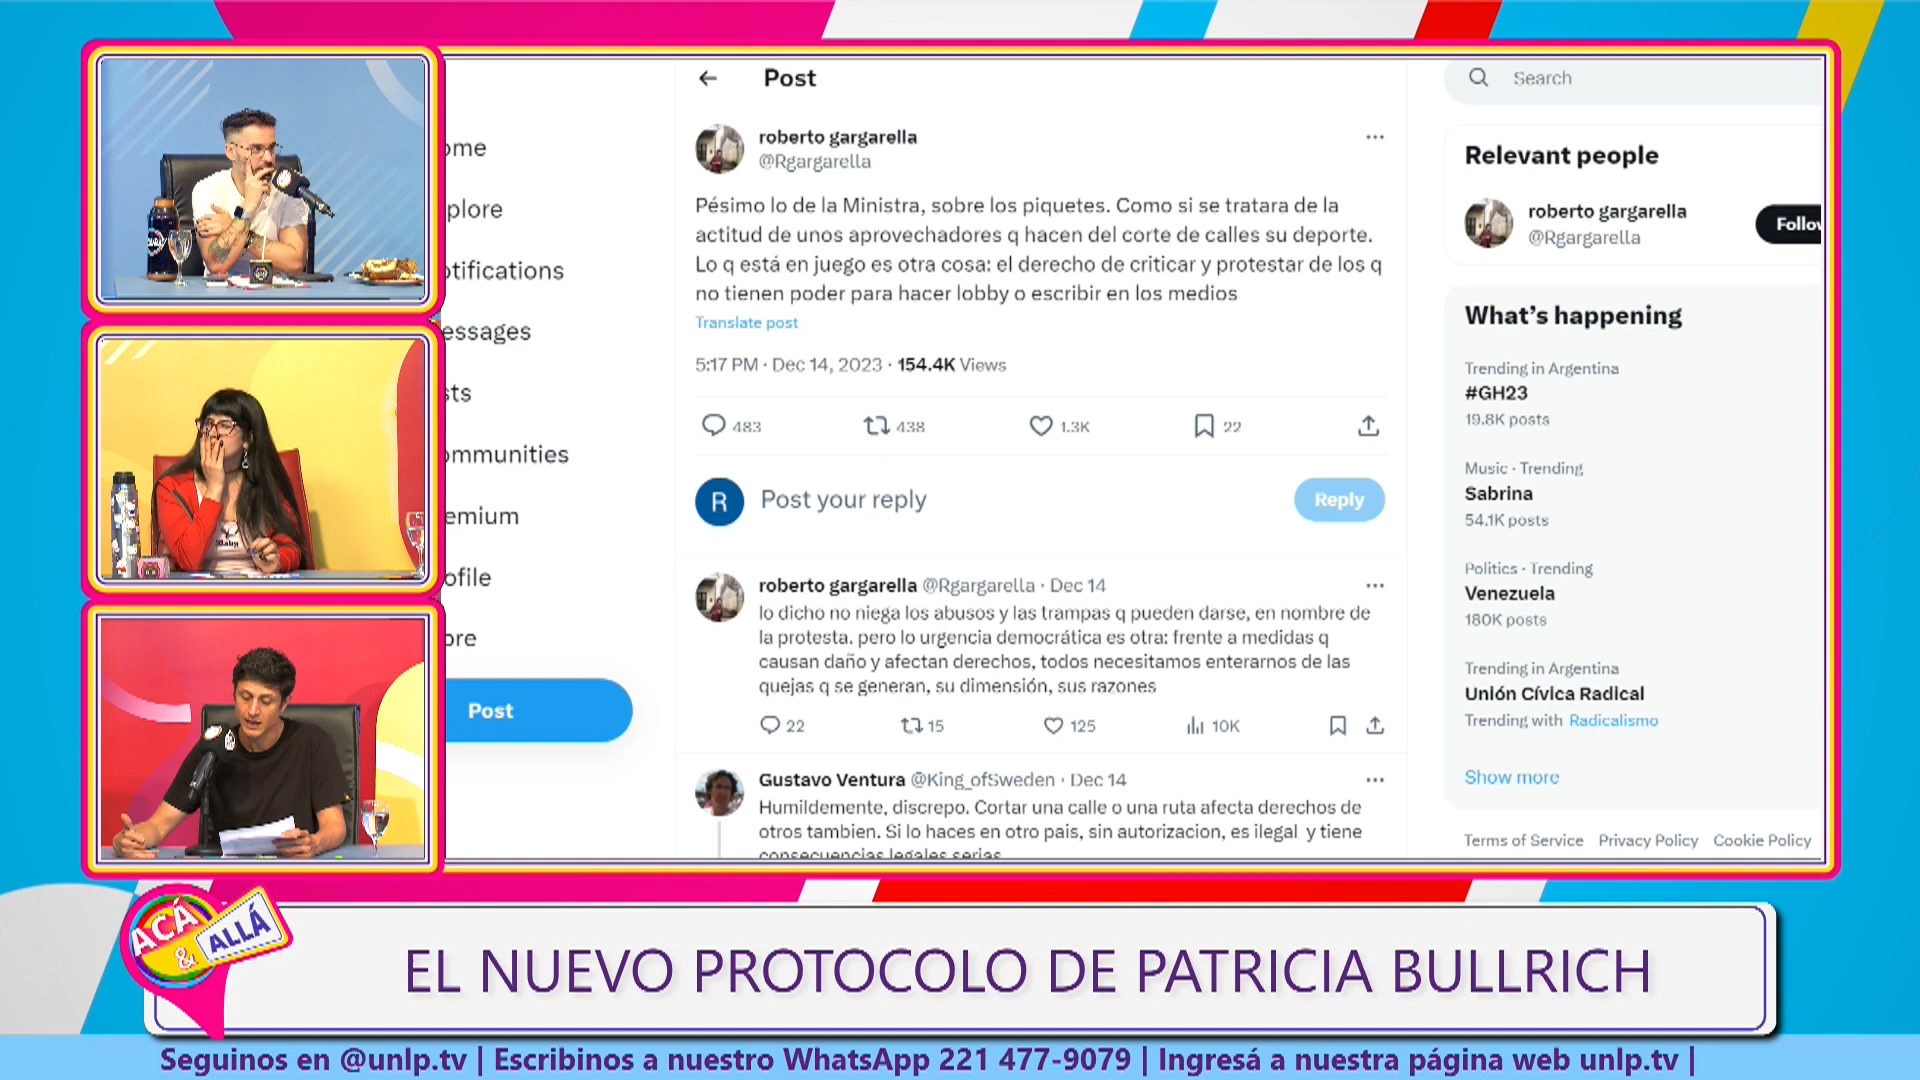 Post
Search
roberto gargarella
@Rgargarella
Pésimo lo de la Ministra, sobre los piquetes. Como si se tratara de la
actitud de unos aprovechadores q hacen del corte de calles su deporte.
Lo q está en juego es otra cosa: el derecho de criticar y protestar de los q
no tienen poder para hacer lobby o escribir en los medios
Translate post
5:17 PM · Dec 14, 2023 · 154.4K Views
483 438 1.3K 22
R Post your reply Reply
roberto gargarella @Rgargarella · Dec 14
lo dicho no niega los abusos y las trampas q pueden darse, en nombre de
la protesta. pero lo urgencia democrática es otra: frente a medidas q
causan daño y afectan derechos, todos necesitamos enterarnos de las
quejas q se generan, su dimensión, sus razones
22 15 125 10K
Gustavo Ventura @King_ofSweden · Dec 14
Humildemente, discrepo. Cortar una calle o una ruta afecta derechos de
otros tambien. Si lo haces en otro pais, sin autorizacion, es ilegal y tiene
consecuencias legales serias
ome
plore
otifications
essages
sts
ommunities
emium
ofile
ore
Post
Relevant people
roberto gargarella
@Rgargarella
Follow
What's happening
Trending in Argentina
#GH23
19.8K posts
Music · Trending
Sabrina
54.1K posts
Politics · Trending
Venezuela
180K posts
Trending in Argentina
Unión Cívica Radical
Trending with Radicalismo
Show more
Terms of Service Privacy Policy Cookie Policy
ACÁ
&
ALLÁ
EL NUEVO PROTOCOLO DE PATRICIA BULLRICH
Seguinos en @unlp.tv | Escribinos a nuestro WhatsApp 221 477-9079 | Ingresá a nuestra página web unlp.tv |